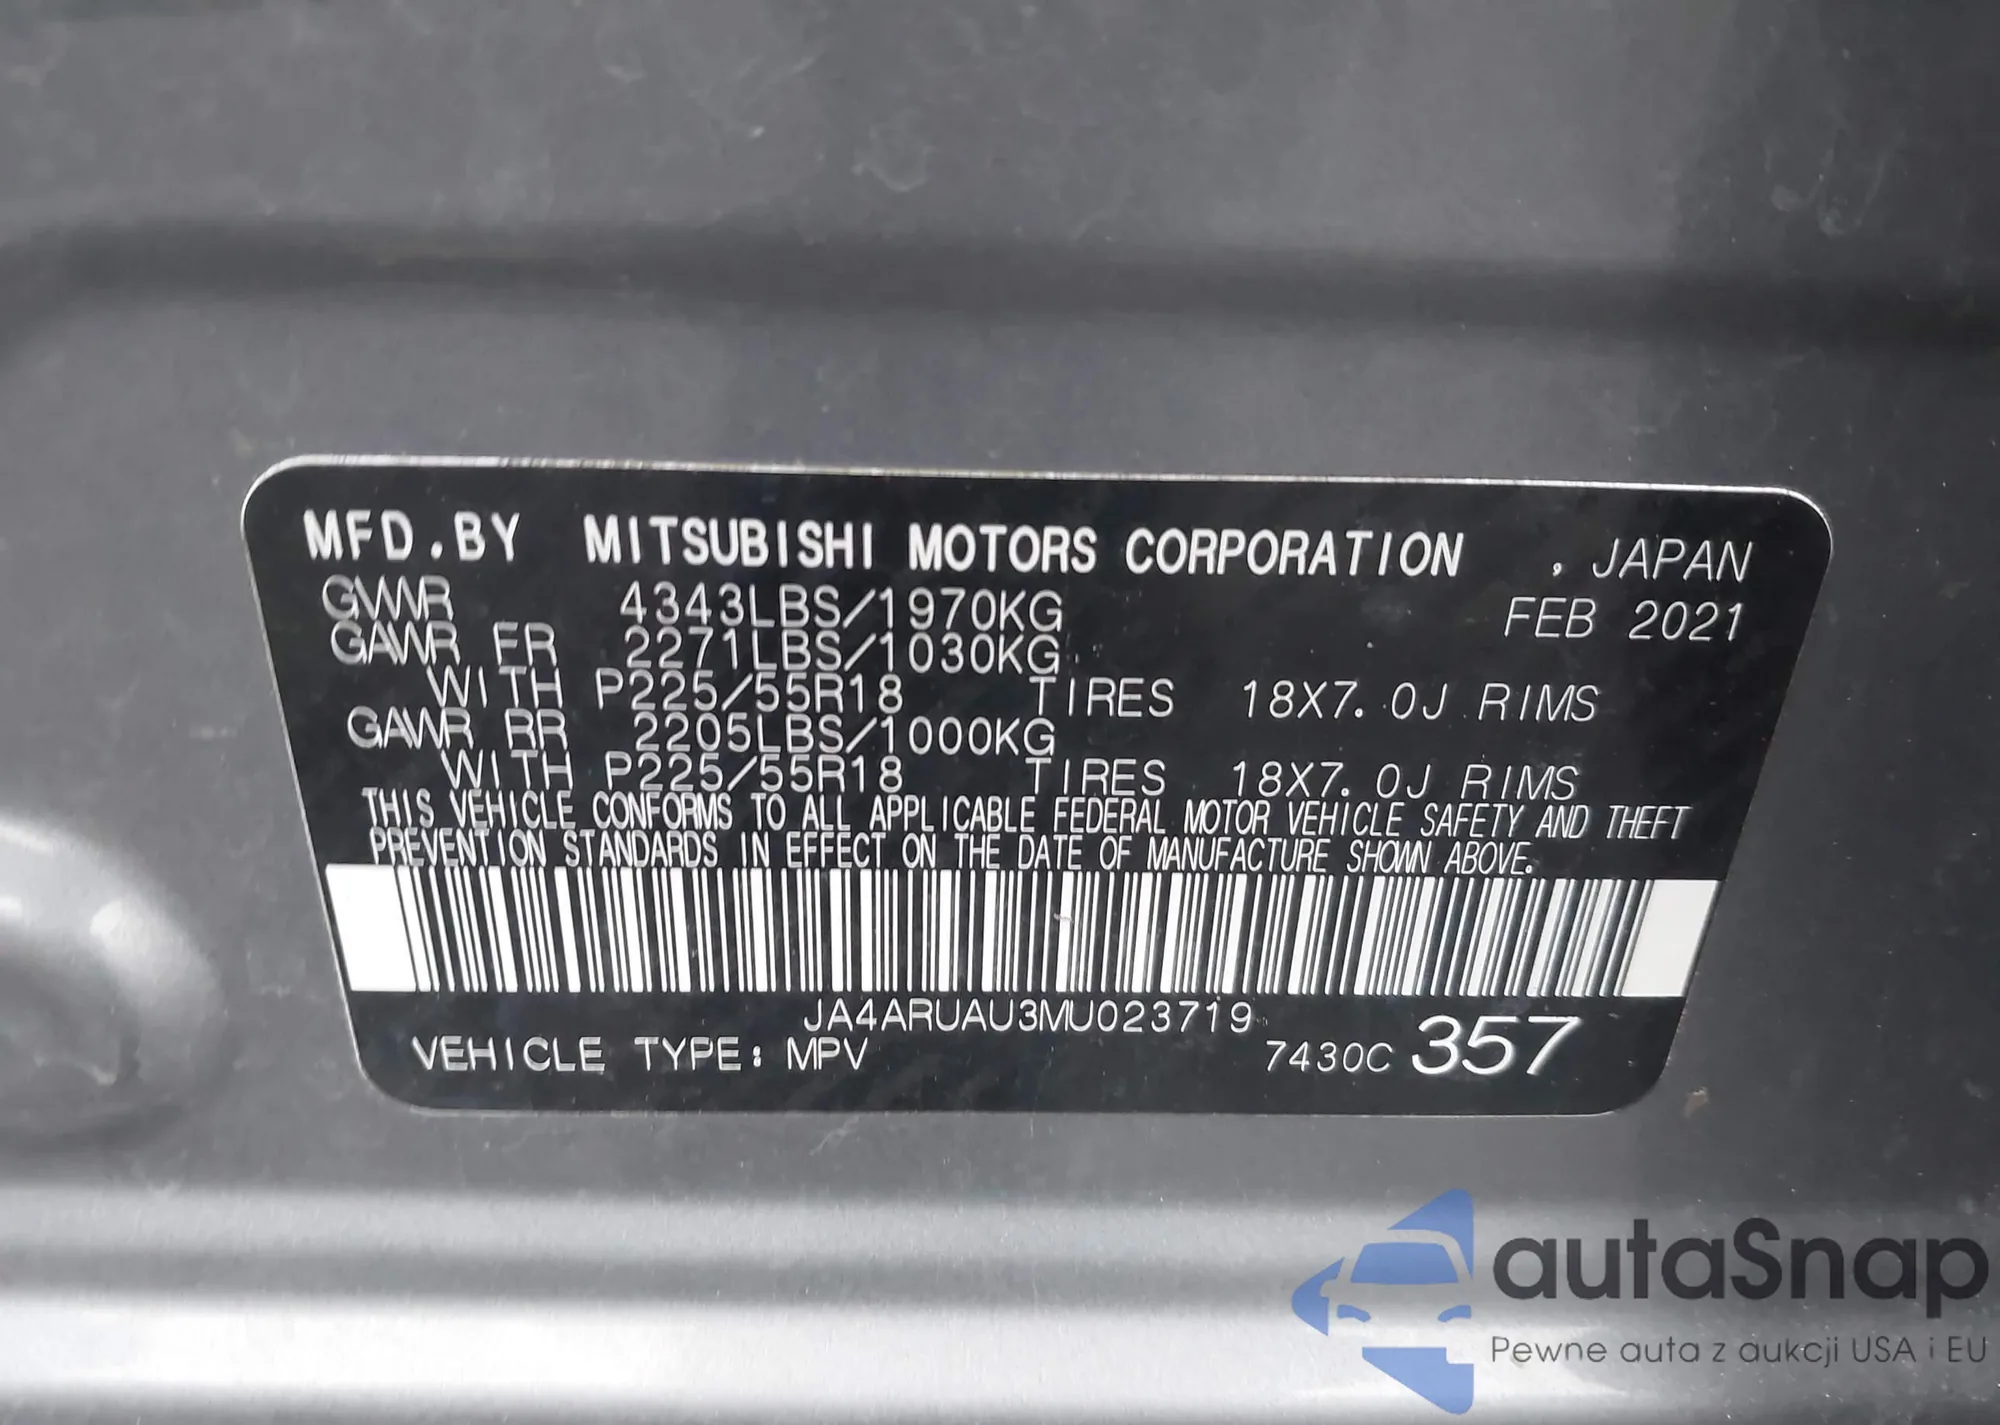 MFD.BY MITSUBISHI MOTORS CORPORATION , JAPAN
GVWR 4343LBS/1970KG FEB 2021
GAWR FR 2271LBS/1030KG
WITH P225/55R18 TIRES 18X7.0J RIMS
GAWR RR 2205LBS/1000KG
WITH P225/55R18 TIRES 18X7.0J RIMS
THIS VEHICLE CONFORMS TO ALL APPLICABLE FEDERAL MOTOR VEHICLE SAFETY AND THEFT
PREVENTION STANDARDS IN EFFECT ON THE DATE OF MANUFACTURE SHOWN ABOVE.
JA4ARUAU3MU023719
VEHICLE TYPE: MPV 7430C 357
autaSnap
Pewne auta z aukcji USA i EU